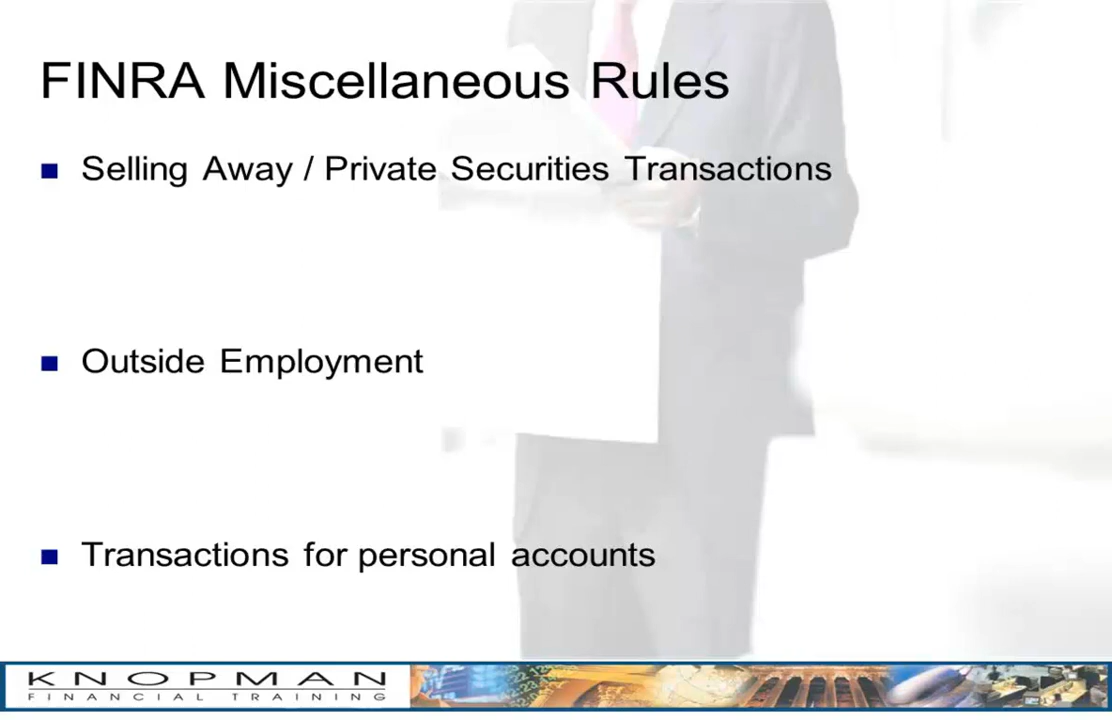 FINRA Miscellaneous Rules
Selling Away / Private Securities Transactions
Outside Employment
Transactions for personal accounts
KNOPMAN
FINANCIAL TRAINING